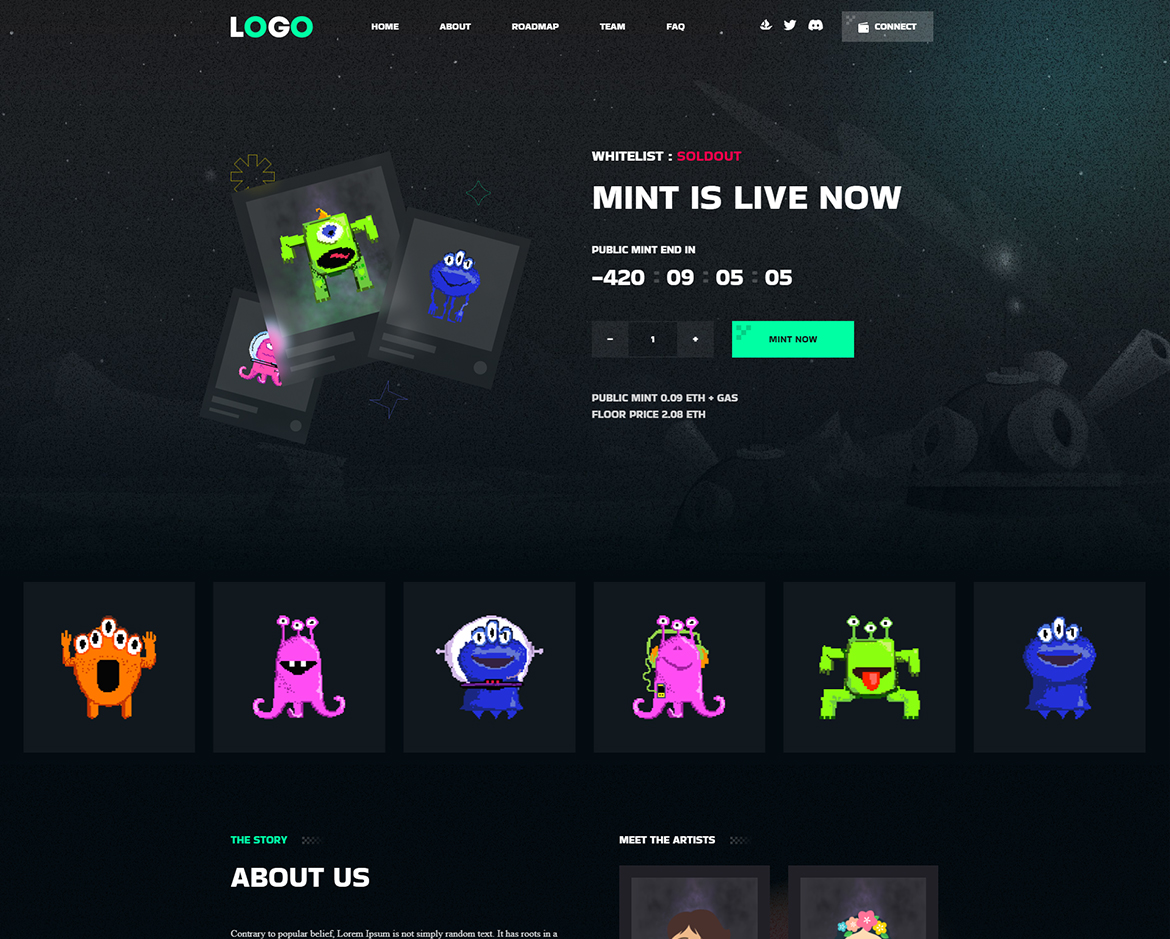 LOGO
HOME
ABOUT
ROADMAP
TEAM
FAQ
CONNECT
WHITELIST : SOLDOUT
MINT IS LIVE NOW
PUBLIC MINT END IN
-420 : 09 : 05 : 05
- 1 +
MINT NOW
PUBLIC MINT 0.09 ETH + GAS
FLOOR PRICE 2.08 ETH
THE STORY
ABOUT US
Contrary to popular belief, Lorem Ipsum is not simply random text. It has roots in a
MEET THE ARTISTS